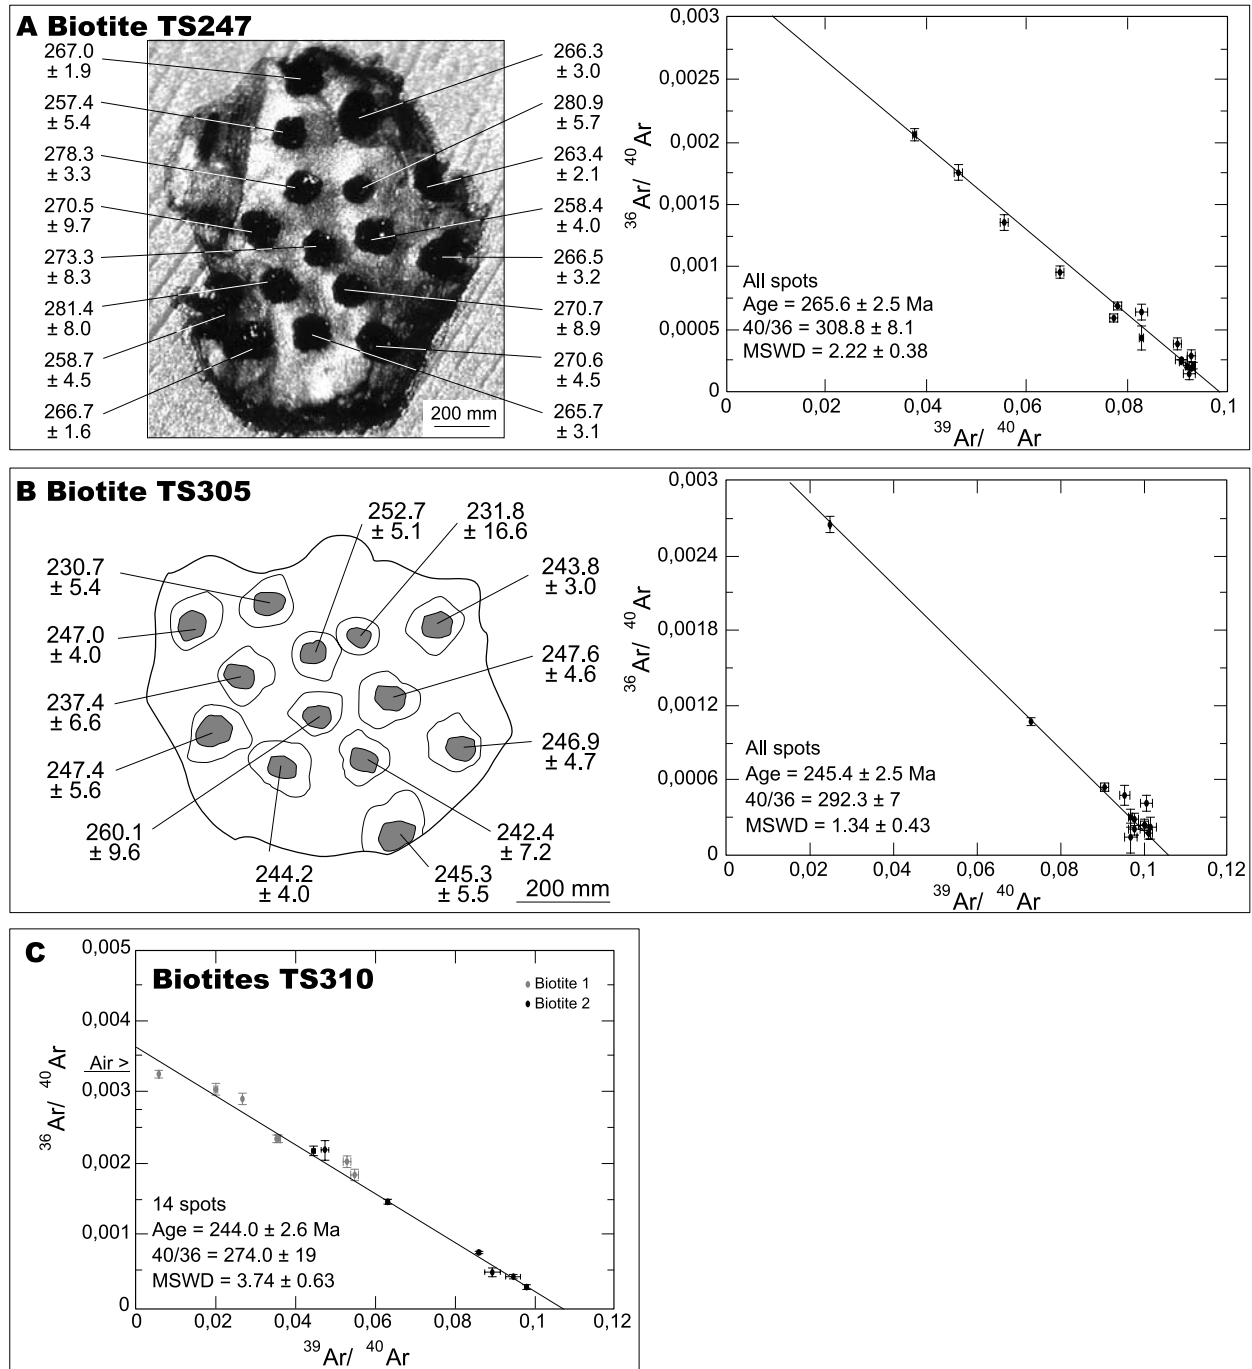 A Biotite TS247
267.0
± 1.9
257.4
± 5.4
278.3
± 3.3
270.5
± 9.7
273.3
± 8.3
281.4
± 8.0
258.7
± 4.5
266.7
± 1.6
266.3
± 3.0
280.9
± 5.7
263.4
± 2.1
258.4
± 4.0
266.5
± 3.2
270.7
± 8.9
270.6
± 4.5
265.7
± 3.1
200 mm
0,003
0,0025
0,002
0,0015
0,001
0,0005
0
36Ar/ 40Ar
All spots
Age = 265.6 ± 2.5 Ma
40/36 = 308.8 ± 8.1
MSWD = 2.22 ± 0.38
0 0,02 0,04 0,06 0,08 0,1
39Ar/ 40Ar
B Biotite TS305
252.7
± 5.1
231.8
± 16.6
230.7
± 5.4
243.8
± 3.0
247.0
± 4.0
247.6
± 4.6
237.4
± 6.6
246.9
± 4.7
247.4
± 5.6
260.1
± 9.6
242.4
± 7.2
244.2
± 4.0
245.3
± 5.5
200 mm
0,003
0,0024
0,0018
0,0012
0,0006
0
36Ar/ 40Ar
All spots
Age = 245.4 ± 2.5 Ma
40/36 = 292.3 ± 7
MSWD = 1.34 ± 0.43
0 0,02 0,04 0,06 0,08 0,1 0,12
39Ar/ 40Ar
C
Biotites TS310
Biotite 1
Biotite 2
0,005
0,004
Air >
0,003
0,002
0,001
0
36Ar/ 40Ar
14 spots
Age = 244.0 ± 2.6 Ma
40/36 = 274.0 ± 19
MSWD = 3.74 ± 0.63
0 0,02 0,04 0,06 0,08 0,1 0,12
39Ar/ 40Ar